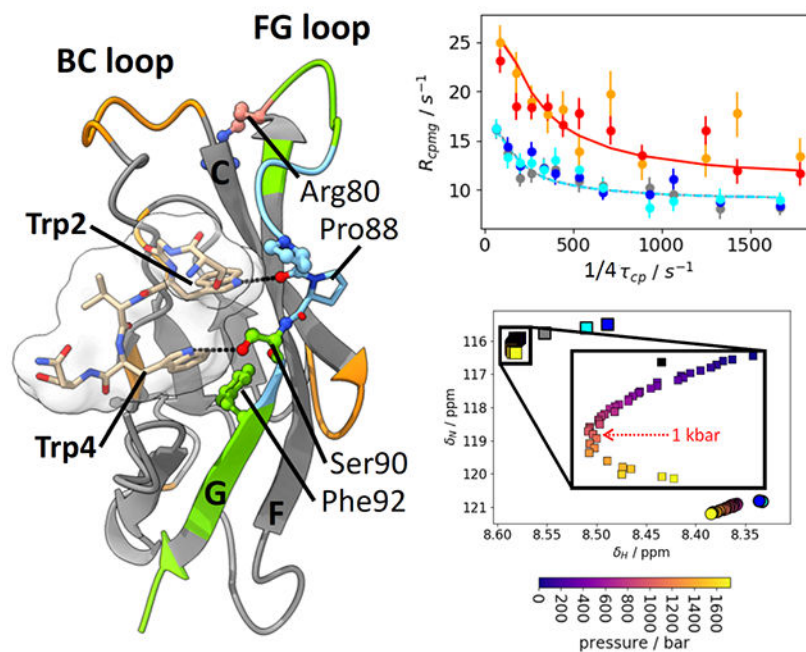 FG loop
BC loop
C
Arg80
Pro88
Trp2
Trp4
Ser90
Phe92
G
F
25
20
15
10
R_cpmg / s⁻¹
0 500 1000 1500
1/4 τ_cp / s⁻¹
116
117
118
119
120
121
δ_N / ppm
1 kbar
8.60 8.55 8.50 8.45 8.40 8.35
δ_H / ppm
0 200 400 600 800 1000 1200 1400 1600
pressure / bar